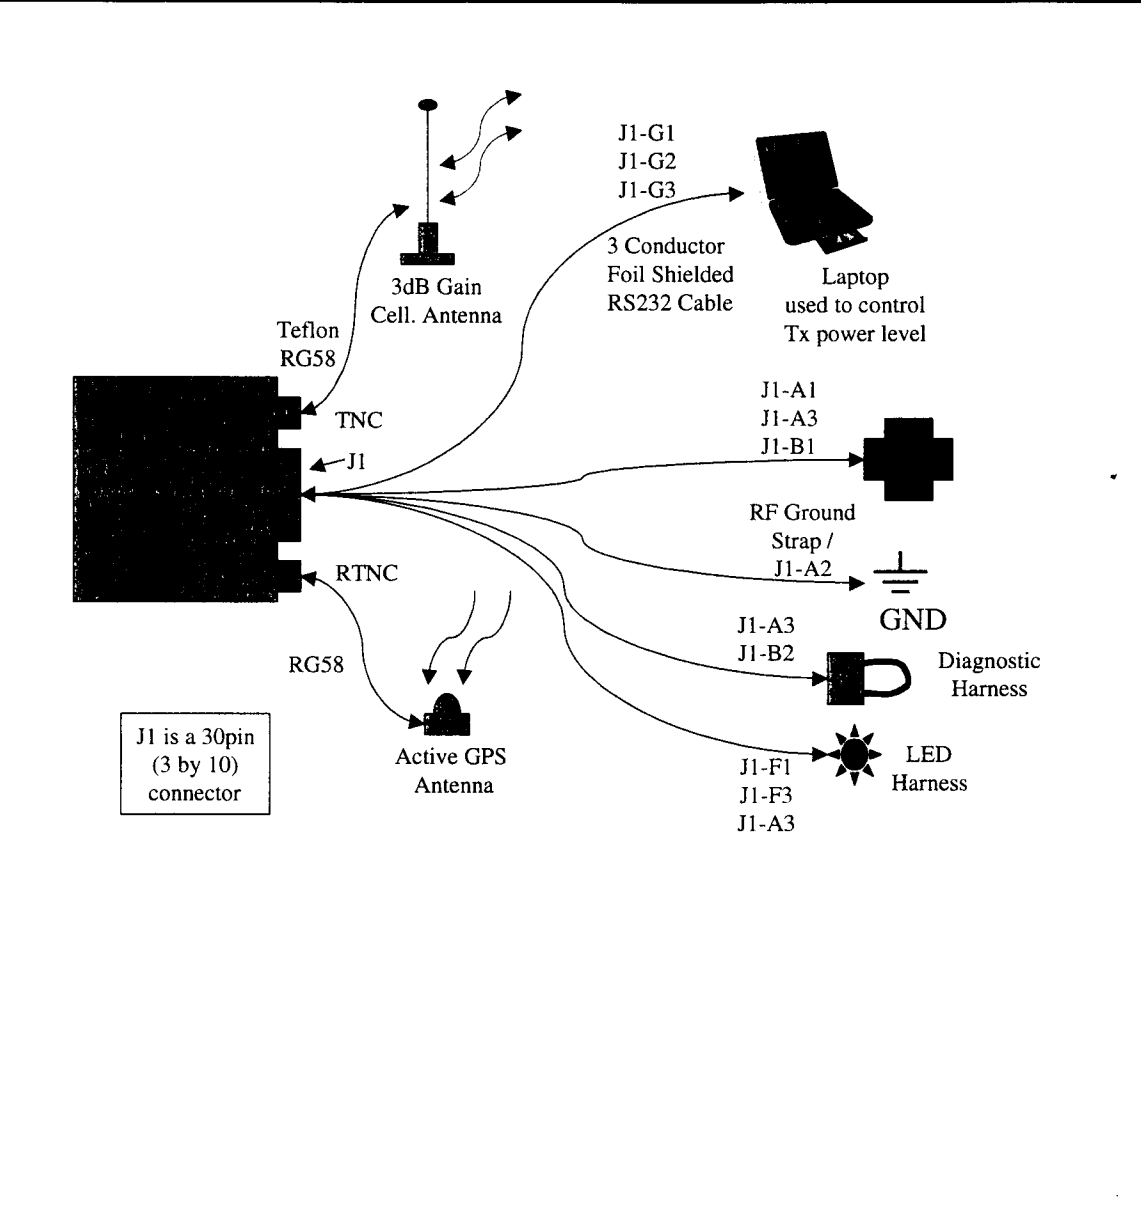 J1-G1
J1-G2
J1-G3
3 Conductor
Foil Shielded
RS232 Cable
Laptop
used to control
Tx power level
3dB Gain
Cell. Antenna
Teflon
RG58
TNC
J1
J1-A1
J1-A3
J1-B1
RF Ground
Strap /
J1-A2
GND
RTNC
RG58
J1-A3
J1-B2
Diagnostic
Harness
Active GPS
Antenna
J1 is a 30pin
(3 by 10)
connector
LED
Harness
J1-F1
J1-F3
J1-A3